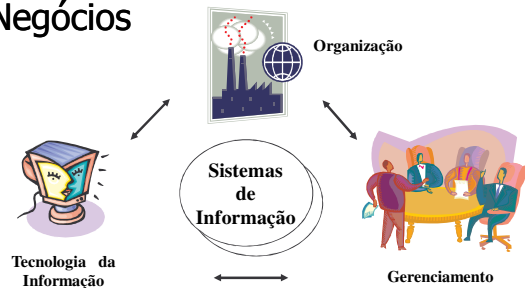 Negócios
Organização
Sistemas
de
Informação
Tecnologia da
Informação
Gerenciamento